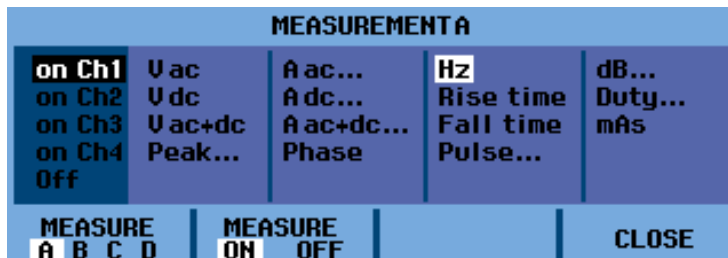 MEASUREMENT A
on Ch1 V ac A ac... Hz dB...
on Ch2 V dc A dc... Rise time Duty...
on Ch3 V ac+dc A ac+dc... Fall time mAs
on Ch4 Peak... Phase Pulse...
Off
MEASURE MEASURE
A B C D ON OFF CLOSE